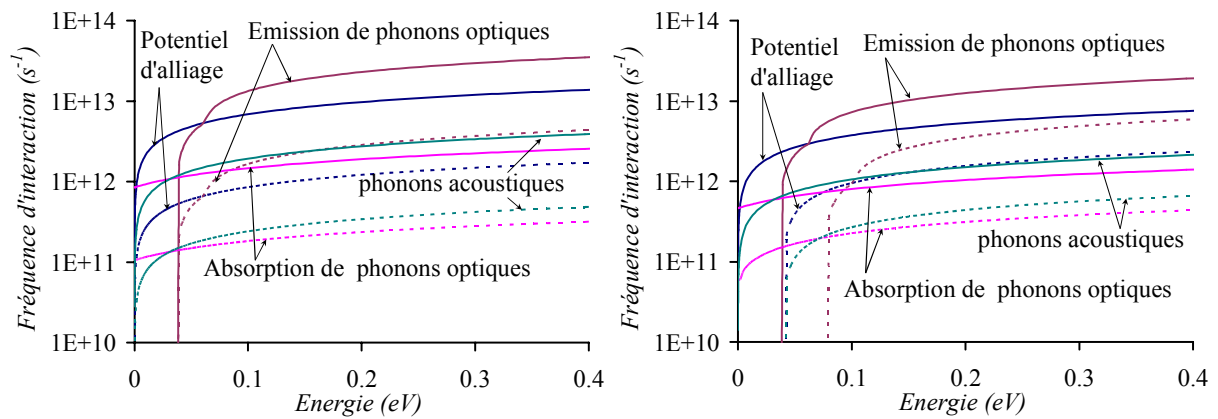 Fréquence d'interaction (s-1)
1E+14
1E+13
1E+12
1E+11
1E+10
Potentiel
d'alliage
Emission de phonons optiques
phonons acoustiques
Absorption de phonons optiques
0
0.1
0.2
0.3
0.4
Energie (eV)
Fréquence d'interaction (s-1)
1E+14
1E+13
1E+12
1E+11
1E+10
Potentiel
d'alliage
Emission de phonons optiques
phonons acoustiques
Absorption de phonons optiques
0
0.1
0.2
0.3
0.4
Energie (eV)